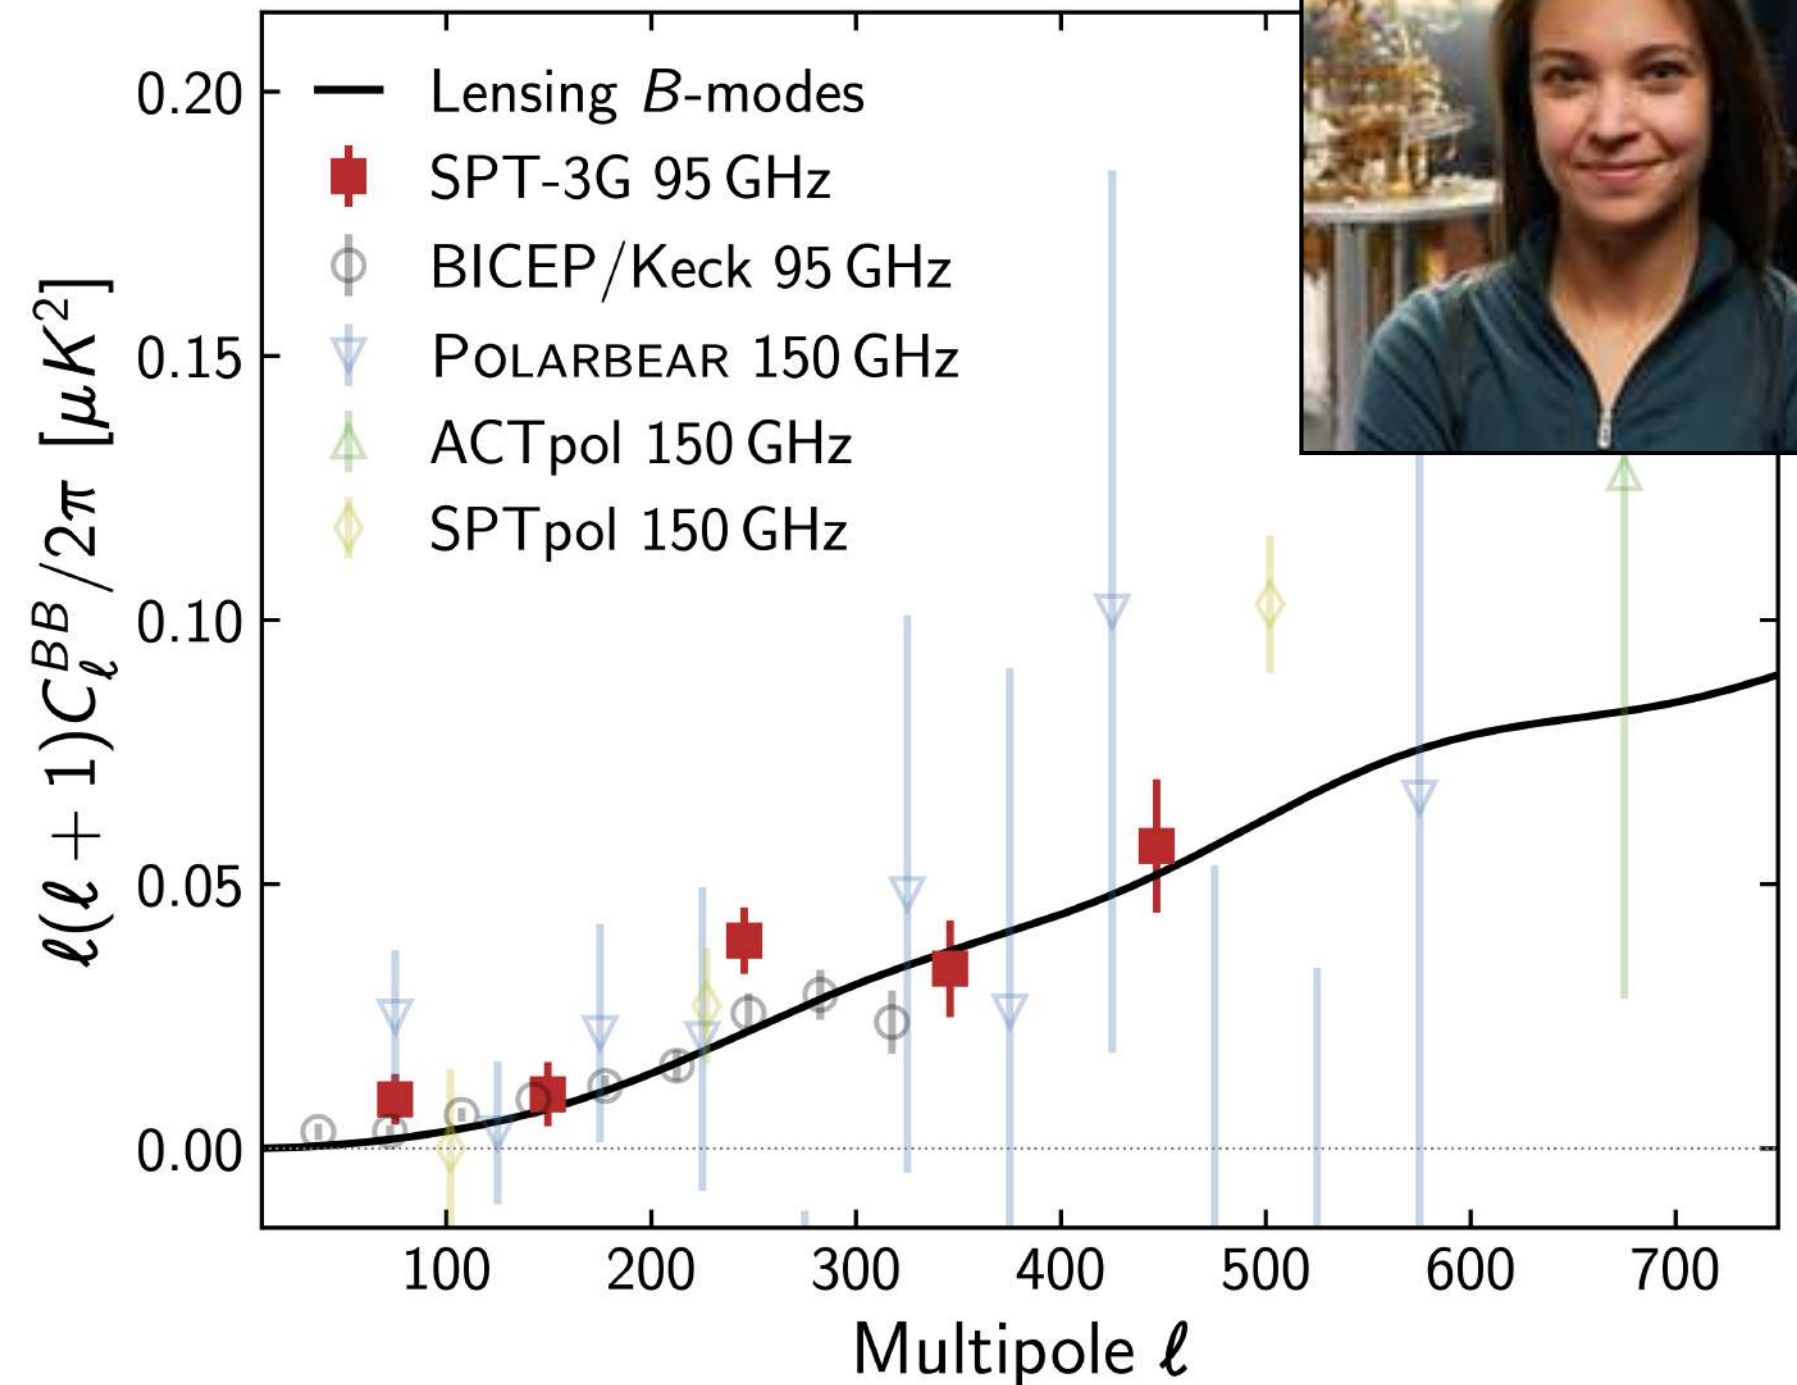 0.20
0.15
0.10
0.05
0.00
ℓ(ℓ + 1)C_ℓ^{BB}/2π [μK²]
Lensing B-modes
SPT-3G 95 GHz
BICEP/Keck 95 GHz
POLARBEAR 150 GHz
ACTpol 150 GHz
SPTpol 150 GHz
100 200 300 400 500 600 700
Multipole ℓ